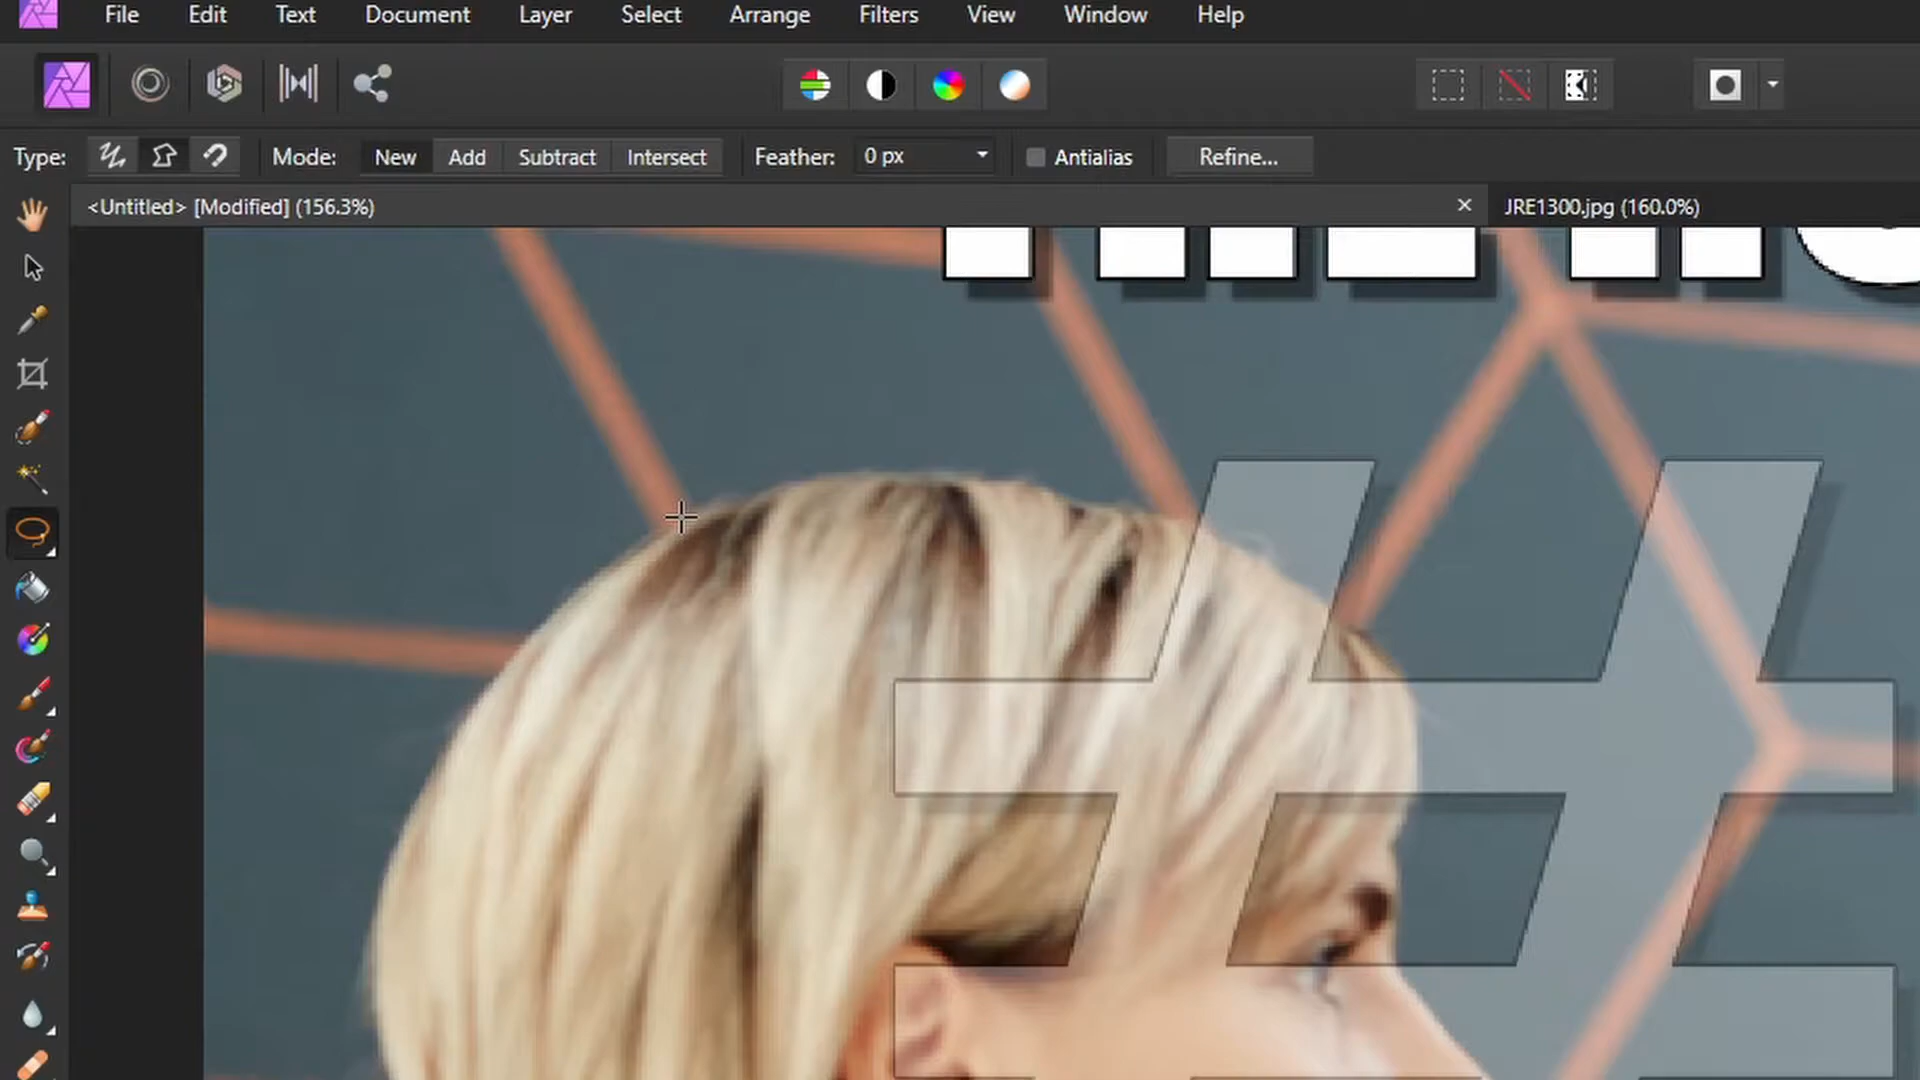 File Edit Text Document Layer Select Arrange Filters View Window Help
Type: Mode: New Add Subtract Intersect Feather: 0 px Antialias Refine...
<Untitled> [Modified] (156.3%) × JRE1300.jpg (160.0%)
#